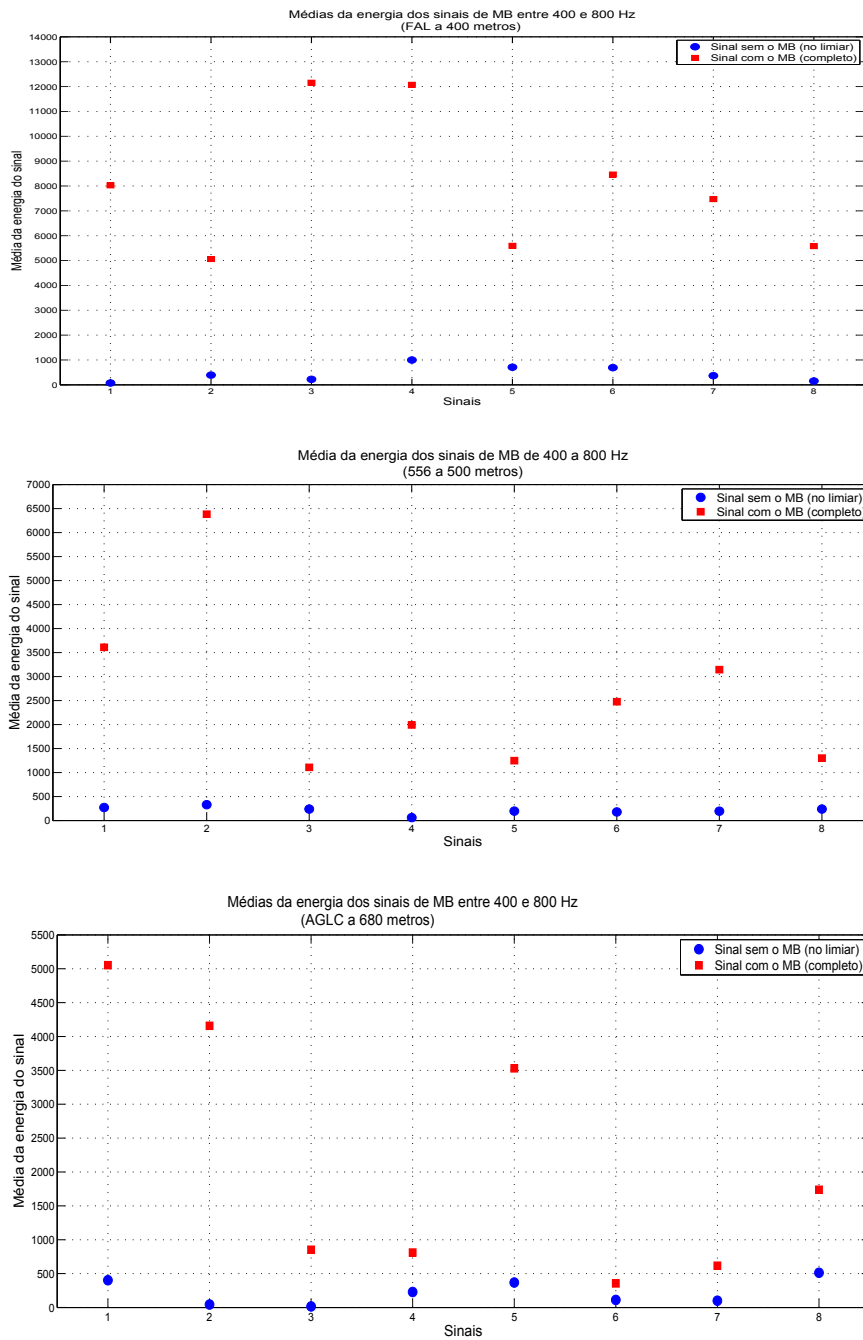 Médias da energia dos sinais de MB entre 400 e 800 Hz
(FAL a 400 metros)
14000
13000
12000
11000
10000
9000
8000
7000
6000
5000
4000
3000
2000
1000
0
Média da energia do sinal
Sinal sem o MB (no limiar)
Sinal com o MB (completo)
1 2 3 4 5 6 7 8
Sinais
Média da energia dos sinais de MB de 400 a 800 Hz
(556 a 500 metros)
7000
6500
6000
5500
5000
4500
4000
3500
3000
2500
2000
1500
1000
500
0
Média da energia do sinal
Sinal sem o MB (no limiar)
Sinal com o MB (completo)
1 2 3 4 5 6 7 8
Sinais
Médias da energia dos sinais de MB entre 400 e 800 Hz
(AGLC a 680 metros)
5500
5000
4500
4000
3500
3000
2500
2000
1500
1000
500
0
Média da energia do sinal
Sinal sem o MB (no limiar)
Sinal com o MB (completo)
1 2 3 4 5 6 7 8
Sinais